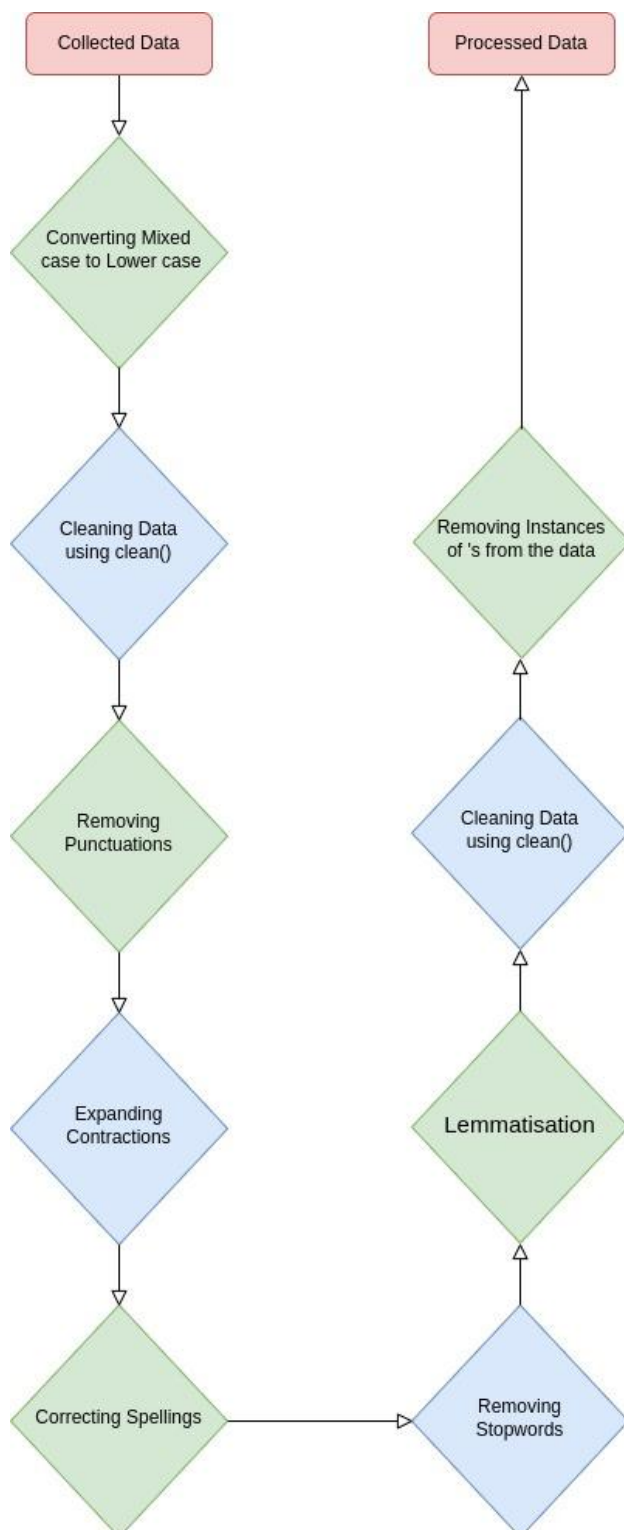 Collected Data
Converting Mixed
case to Lower case
Cleaning Data
using clean()
Removing
Punctuations
Expanding
Contractions
Correcting Spellings
Removing
Stopwords
Lemmatisation
Cleaning Data
using clean()
Removing Instances
of 's from the data
Processed Data